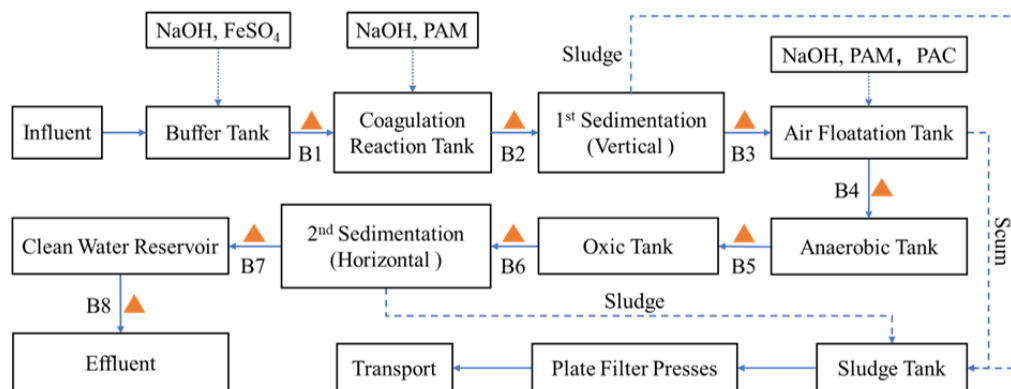 NaOH, FeSO₄
NaOH, PAM
Sludge
NaOH, PAM, PAC
Influent
Buffer Tank
B1
Coagulation
Reaction Tank
B2
1st Sedimentation
(Vertical )
B3
Air Floatation Tank
B4
Scum
Clean Water Reservoir
B7
2nd Sedimentation
(Horizontal )
B6
Oxic Tank
B5
Anaerobic Tank
B8
Sludge
Effluent
Transport
Plate Filter Presses
Sludge Tank